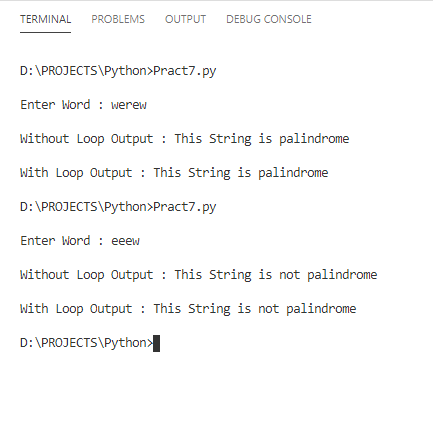 TERMINAL PROBLEMS OUTPUT DEBUG CONSOLE
D:\PROJECTS\Python>Pract7.py
Enter Word : werew
Without Loop Output : This String is palindrome
With Loop Output : This String is palindrome
D:\PROJECTS\Python>Pract7.py
Enter Word : eeew
Without Loop Output : This String is not palindrome
With Loop Output : This String is not palindrome
D:\PROJECTS\Python>